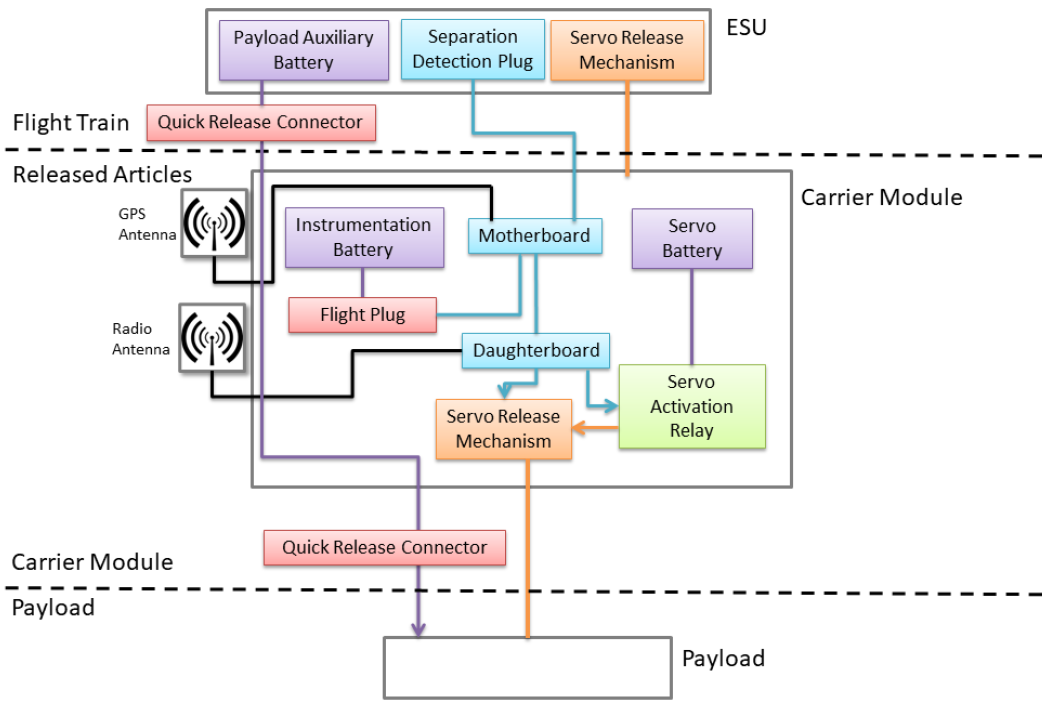 ESU
Payload Auxiliary
Battery
Separation
Detection Plug
Servo Release
Mechanism
Flight Train
Quick Release Connector
Released Articles
Carrier Module
GPS
Antenna
Instrumentation
Battery
Motherboard
Servo
Battery
Flight Plug
Radio
Antenna
Daughterboard
Servo
Activation
Relay
Servo Release
Mechanism
Quick Release Connector
Carrier Module
Payload
Payload